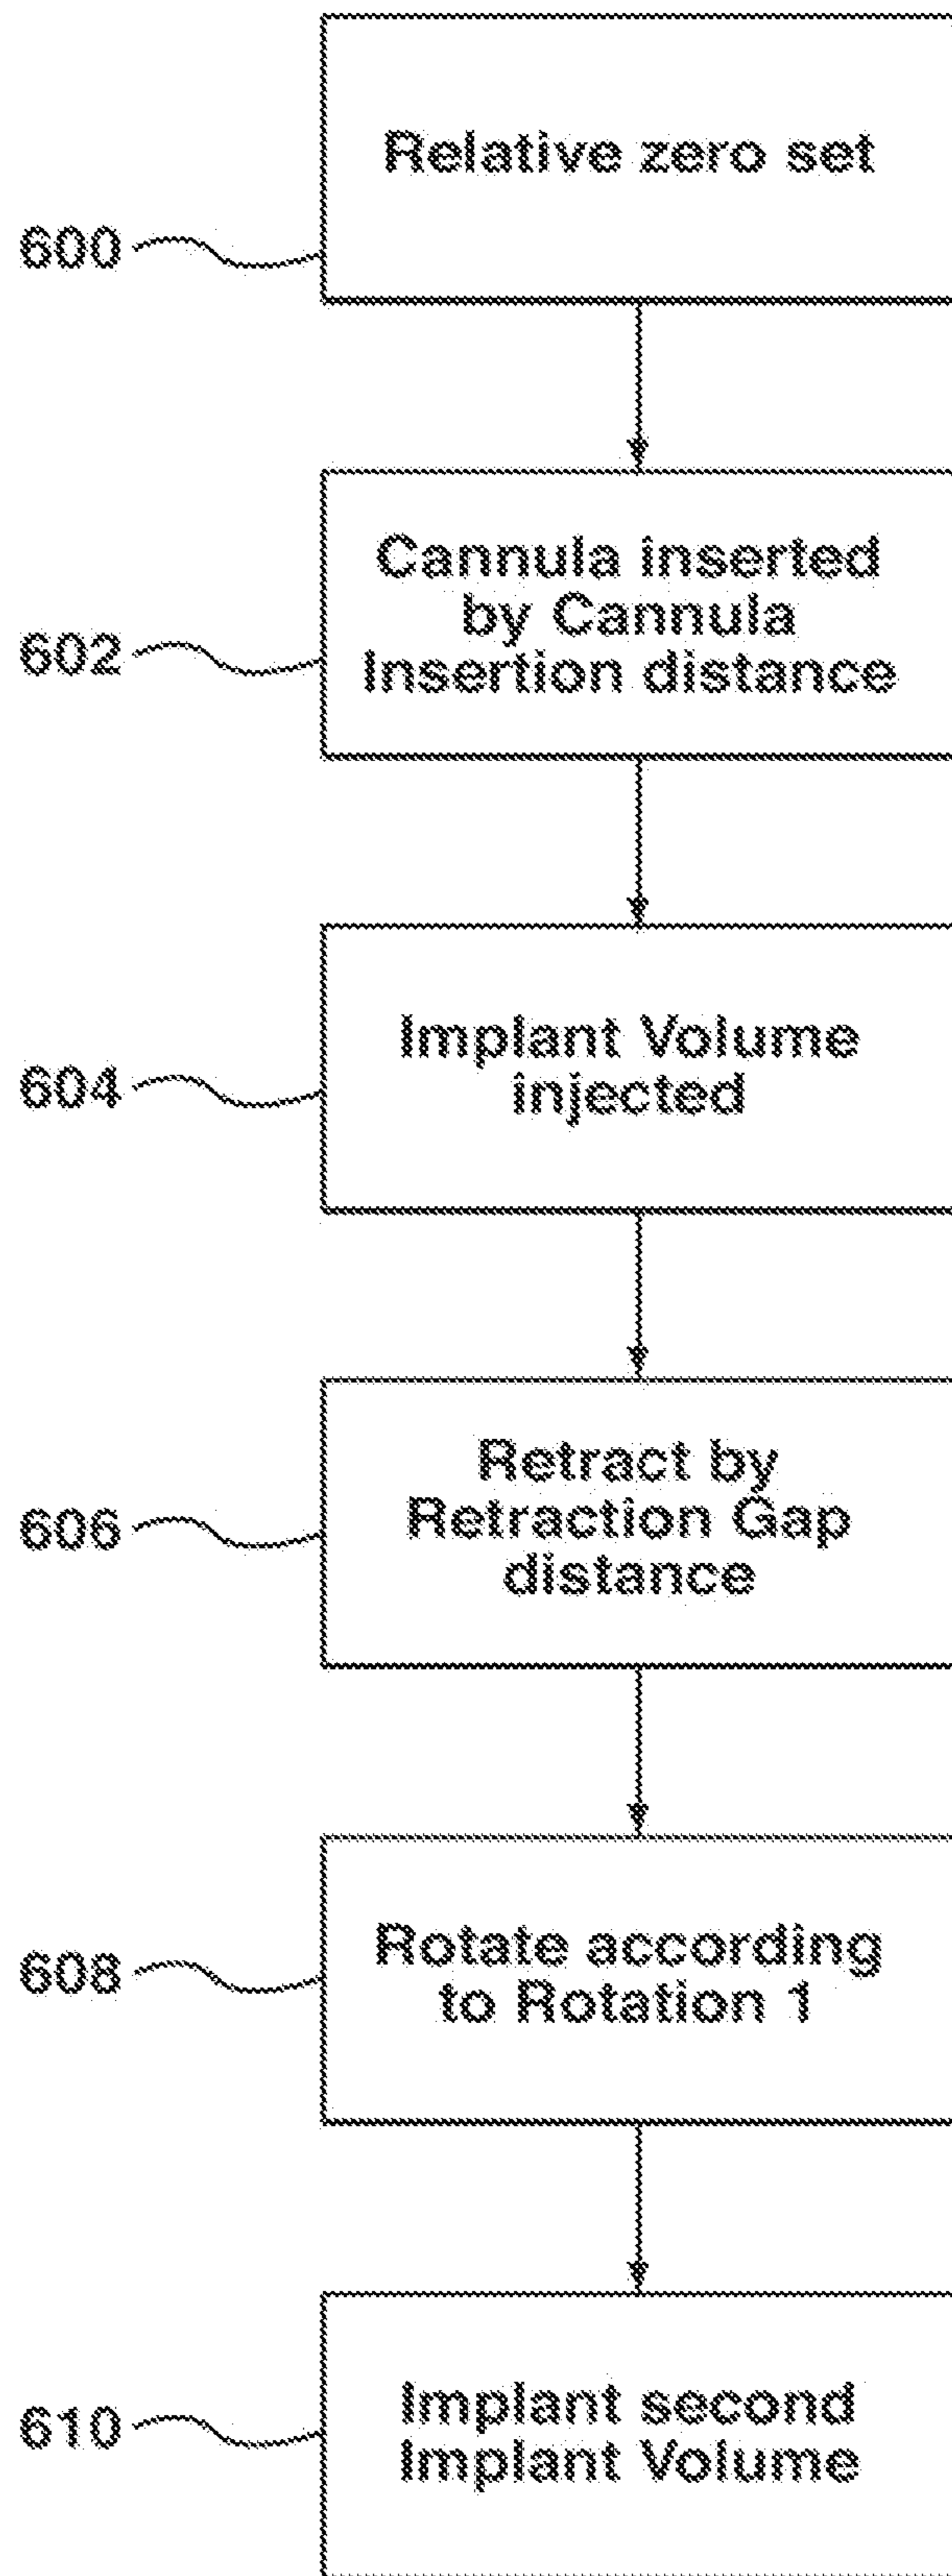 Relative zero set
600
Cannula inserted
by Cannula
Insertion distance
602
Implant Volume
injected
604
Retract by
Retraction Gap
distance
606
Rotate according
to Rotation 1
608
Implant second
Implant Volume
610